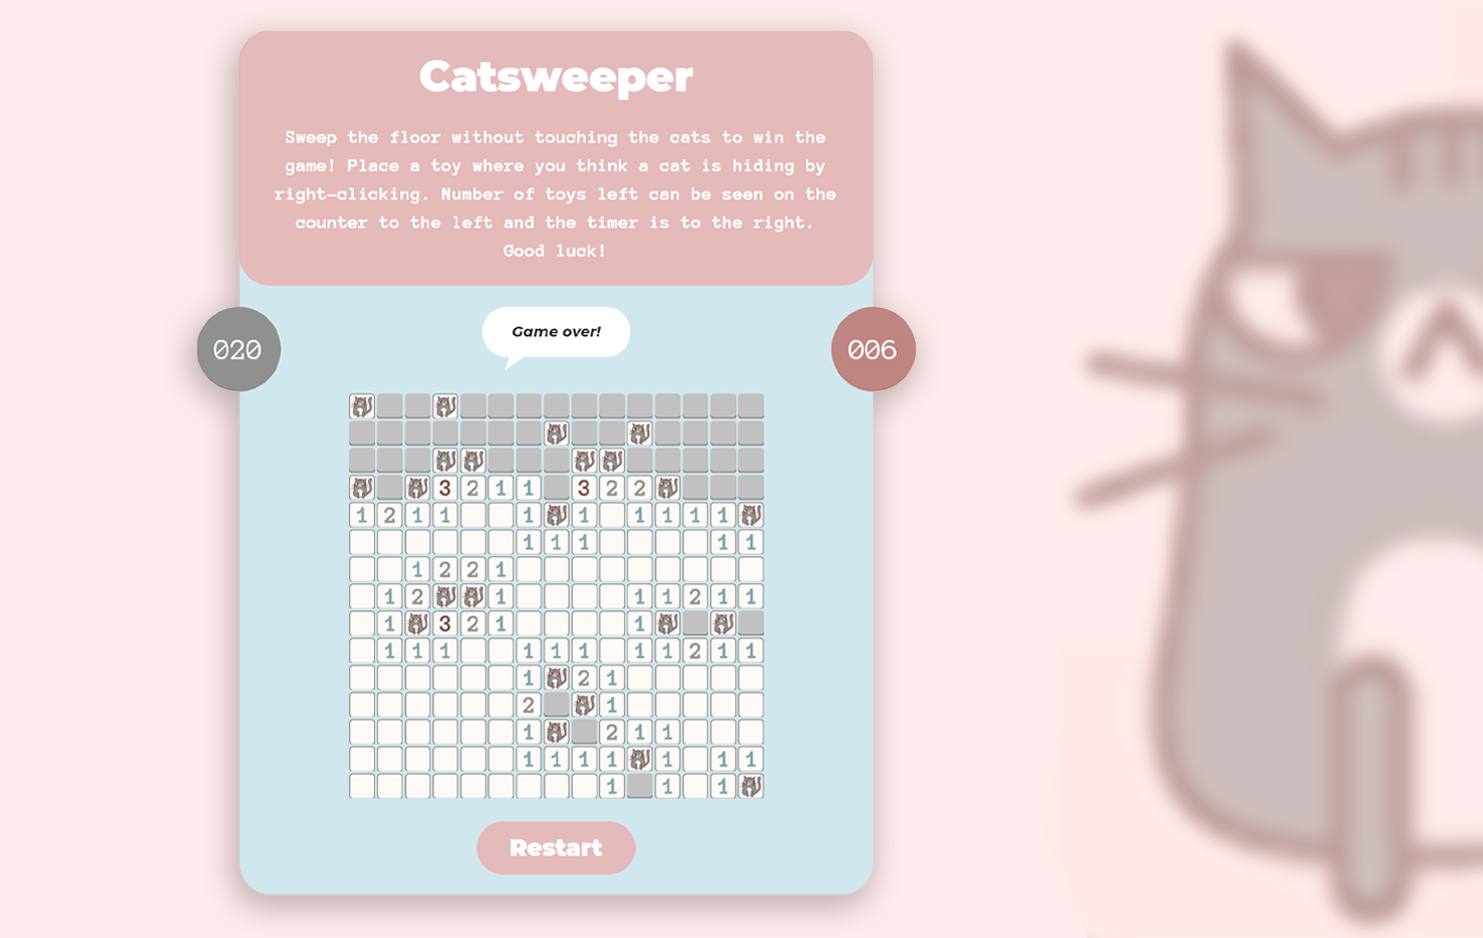 Catsweeper
Sweep the floor without touching the cats to win the
game! Place a toy where you think a cat is hiding by
right-clicking. Number of toys left can be seen on the
counter to the left and the timer is to the right.
Good luck!
020
Game over!
006
3 2 1 1 3 2 2
1 2 1 1 1 1 1 1 1 1
1 1 1 1 1
1 2 2 1
1 2 1 1 1 2 1 1
1 3 2 1 1
1 1 1 1 1 1 1 1 2 1 1
1 2 1
2 1
1 2 1 1
1 1 1 1 1 1 1
1 1 1
Restart